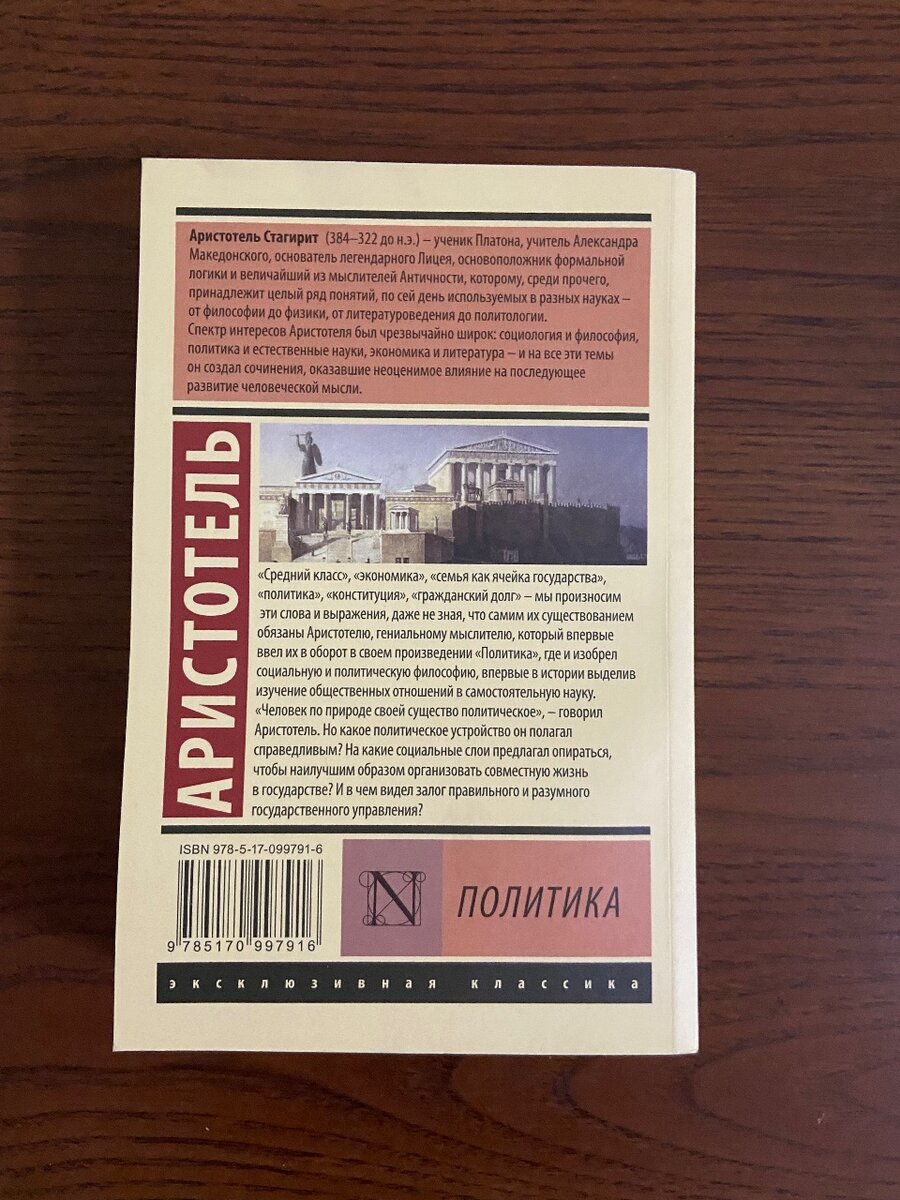 Аристотель Стагирит (384–322 до н.э.) – ученик Платона, учитель Александра
Македонского, основатель легендарного Лицея, основоположник формальной
логики и величайший из мыслителей Античности, которому, среди прочего,
принадлежит целый ряд понятий, по сей день используемых в разных науках –
от философии до физики, от литературоведения до политологии.
Спектр интересов Аристотеля был чрезвычайно широк: социология и философия,
политика и естественные науки, экономика и литература – и на все эти темы
он создал сочинения, оказавшие неоценимое влияние на последующее
развитие человеческой мысли.
АРИСТОТЕЛЬ
«Средний класс», «экономика», «семья как ячейка государства»,
«политика», «конституция», «гражданский долг» – мы произносим
эти слова и выражения, даже не зная, что самим их существованием
обязаны Аристотелю, гениальному мыслителю, который впервые
ввел их в оборот в своем произведении «Политика», где и изобрел
социальную и политическую философию, впервые в истории выделив
изучение общественных отношений в самостоятельную науку.
«Человек по природе своей существо политическое», – говорил
Аристотель. Но какое политическое устройство он полагал
справедливым? На какие социальные слои предлагал опираться,
чтобы наилучшим образом организовать совместную жизнь
в государстве? И в чем видел залог правильного и разумного
государственного управления?
ISBN 978-5-17-099791-6
9 785170 997916
N
ПОЛИТИКА
эксклюзивная классика